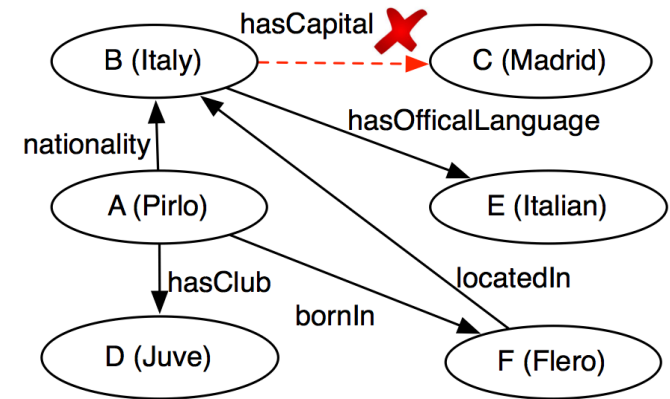 hasCapital
B (Italy)
C (Madrid)
hasOfficalLanguage
nationality
A (Pirlo)
E (Italian)
hasClub
locatedIn
bornIn
D (Juve)
F (Flero)